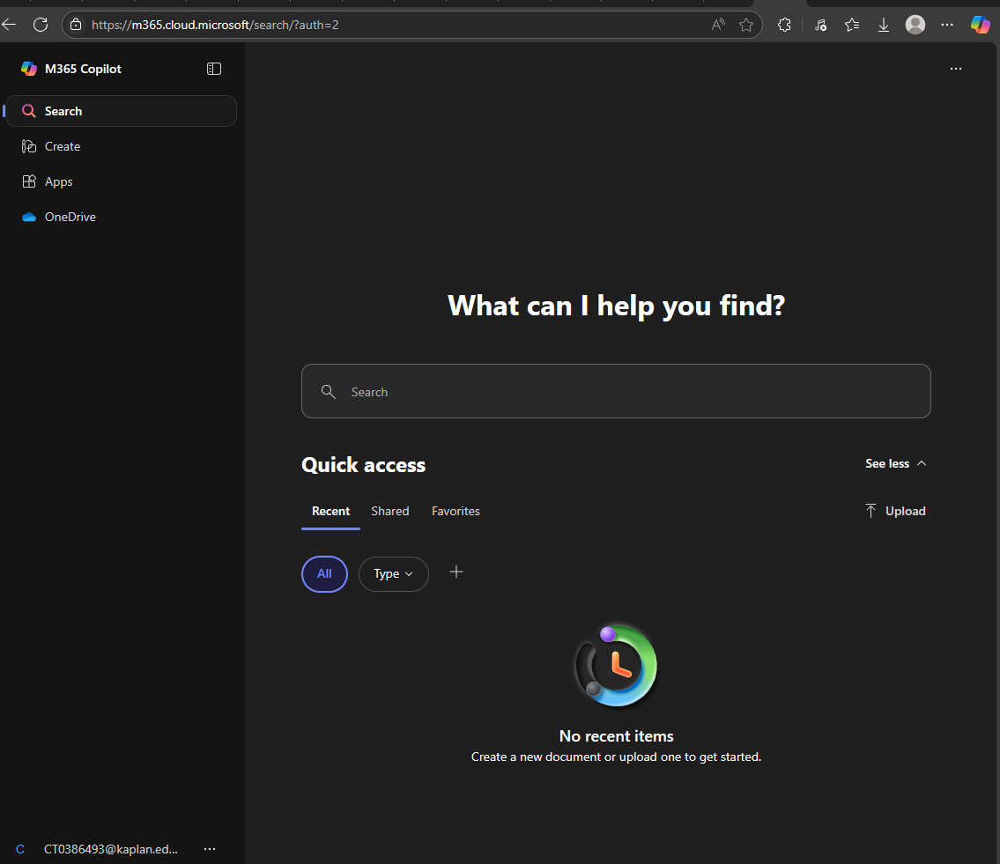 https://m365.cloud.microsoft/search/?auth=2
M365 Copilot
Search
Create
Apps
OneDrive
What can I help you find?
Search
Quick access
See less
Recent Shared Favorites
Upload
All
Type
No recent items
Create a new document or upload one to get started.
C CT0386493@kaplan.ed...